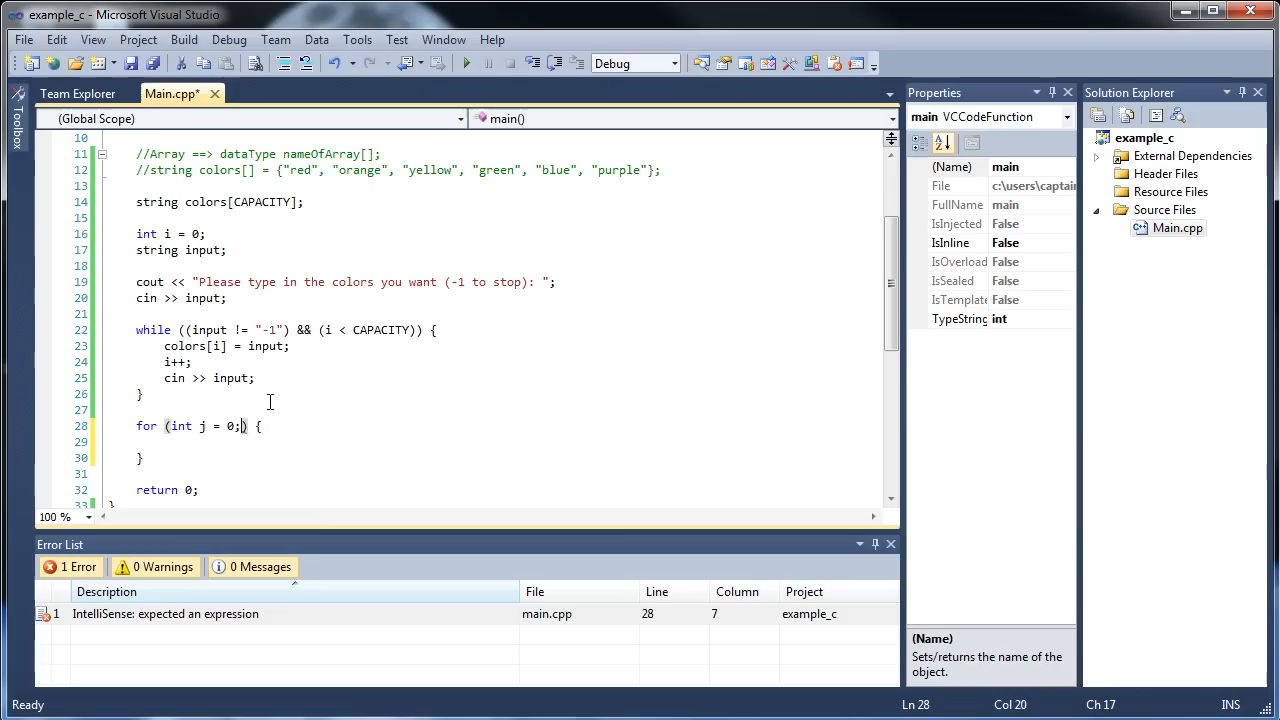 example_c - Microsoft Visual Studio
File Edit View Project Build Debug Team Data Tools Test Window Help
Debug
Team Explorer Main.cpp*
(Global Scope) main()
10
11 //Array ==> dataType nameOfArray[];
12 //string colors[] = {"red", "orange", "yellow", "green", "blue", "purple"};
13
14 string colors[CAPACITY];
15
16 int i = 0;
17 string input;
18
19 cout << "Please type in the colors you want (-1 to stop): ";
20 cin >> input;
21
22 while ((input != "-1") && (i < CAPACITY)) {
23 colors[i] = input;
24 i++;
25 cin >> input;
26 }
27
28 for (int j = 0;) {
29
30 }
31
32 return 0;
33 }
100 %
Toolbox
Error List
1 Error 0 Warnings 0 Messages
Description File Line Column Project
1 IntelliSense: expected an expression main.cpp 28 7 example_c
Properties
main VCCodeFunction
(Name) main
File c:\users\captain
FullName main
IsInjected False
IsInline False
IsOverload False
IsSealed False
IsTemplate False
TypeString int
(Name)
Sets/returns the name of the
object.
Solution Explorer
example_c
External Dependencies
Header Files
Resource Files
Source Files
Main.cpp
Ready Ln 28 Col 20 Ch 17 INS